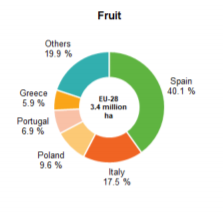 Fruit
Others
19.9 %
Spain
40.1 %
Greece
5.9 %
EU-28
3.4 million
ha
Portugal
6.9 %
Poland
9.6 %
Italy
17.5 %